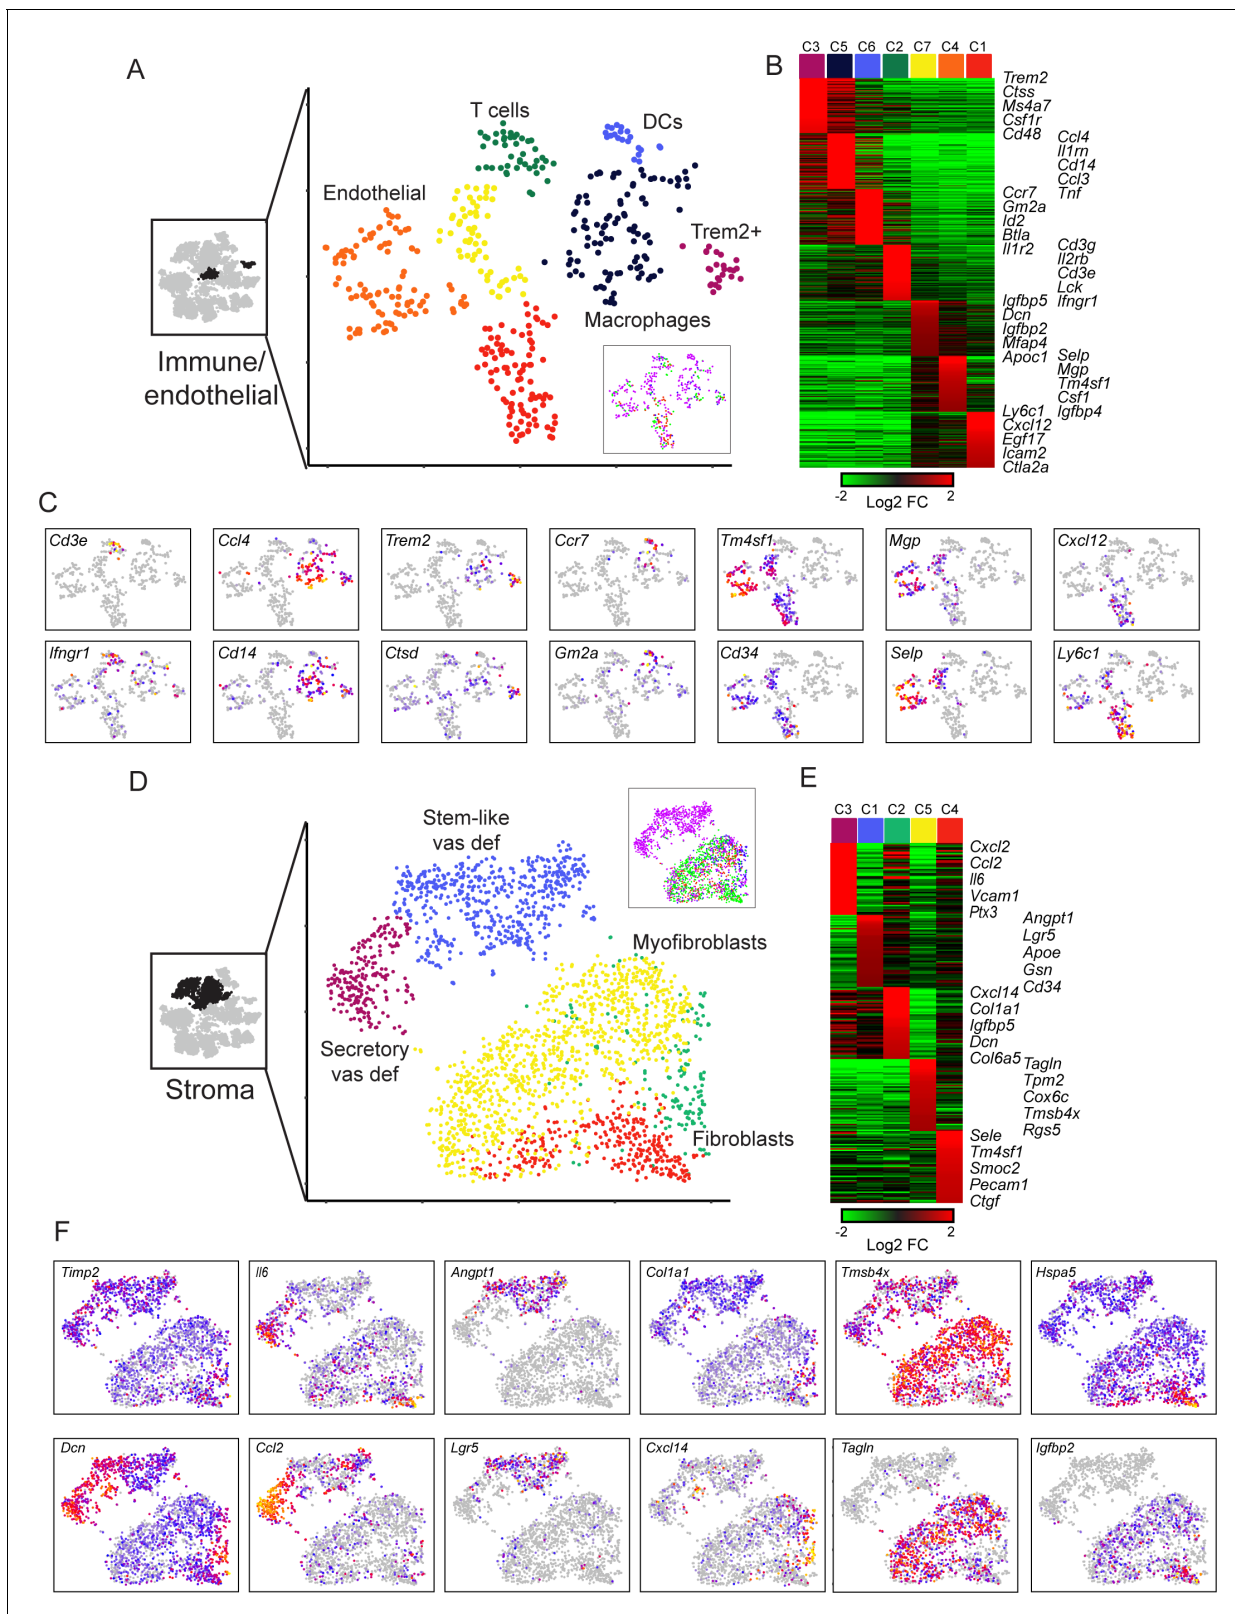 A
T cells
DCs
Endothelial
Trem2+
Macrophages
Immune/
endothelial
B
C3 C5 C6 C2 C7 C4 C1
Trem2
Ctss
Ms4a7
Csf1r
Cd48
Ccl4
Il1rn
Cd14
Ccl3
Tnf
Ccr7
Gm2a
Id2
Btla
Il1r2
Cd3g
Il2rb
Cd3e
Lck
Ifngr1
Igfbp5
Dcn
Igfbp2
Mfap4
Apoc1
Selp
Mgp
Tm4sf1
Csf1
Igfbp4
Ly6c1
Cxcl12
Egf17
Icam2
Ctla2a
-2 2
Log2 FC
C
Cd3e Ccl4 Trem2 Ccr7 Tm4sf1 Mgp Cxcl12
Ifngr1 Cd14 Ctsd Gm2a Cd34 Selp Ly6c1
D
Stem-like
vas def
Myofibroblasts
Secretory
vas def
Fibroblasts
Stroma
E
C3 C1 C2 C5 C4
Cxcl2
Ccl2
Il6
Vcam1
Ptx3
Angpt1
Lgr5
Apoe
Gsn
Cd34
Cxcl14
Col1a1
Igfbp5
Dcn
Col6a5
Tagln
Tpm2
Cox6c
Tmsb4x
Rgs5
Sele
Tm4sf1
Smoc2
Pecam1
Ctgf
-2 2
Log2 FC
F
Timp2 Il6 Angpt1 Col1a1 Tmsb4x Hspa5
Dcn Ccl2 Lgr5 Cxcl14 Tagln Igfbp2